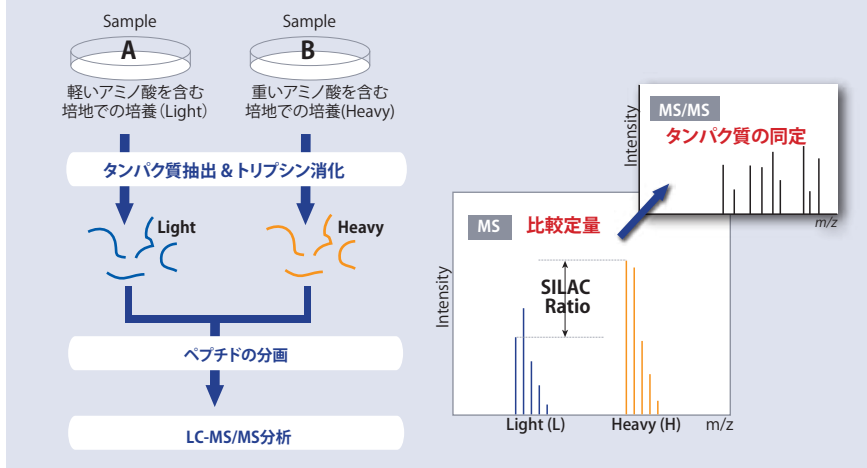 Sample
A
軽いアミノ酸を含む
培地での培養(Light)
Sample
B
重いアミノ酸を含む
培地での培養(Heavy)
タンパク質抽出 & トリプシン消化
Light
Heavy
ペプチドの分画
LC-MS/MS分析
MS/MS
タンパク質の同定
Intensity
m/z
MS
比較定量
Intensity
SILAC
Ratio
Light (L)
Heavy (H)
m/z